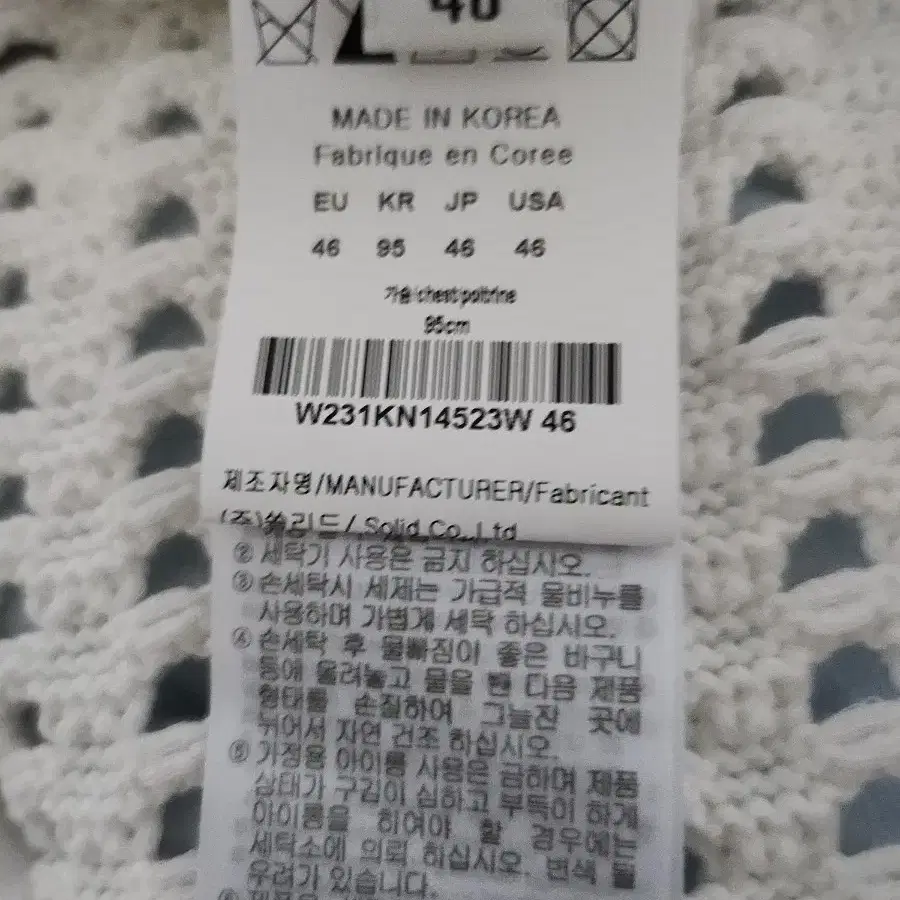 MADE IN KOREA
Fabrique en Coree
EU KR JP USA
46 95 46 46
가슴/chest/poitrine
95cm
W231KN14523W 46
제조자명/MANUFACTURER/Fabricant
(주)쏠리드/ Solid Co.,Ltd
② 세탁기 사용은 금지 하십시오.
③ 손세탁시 세제는 가급적 물비누를
사용하며 가볍게 세탁 하십시오.
④ 손세탁 후 물빠짐이 좋은 바구니
등에 올려놓고 물을 뺀 다음 제품
형태를 손질하여 그늘진 곳에
뉘어서 자연 건조 하십시오.
⑤ 가정용 아이롱 사용은 금하며 제품
상태가 구김이 심하고 부득이 하게
아이롱을 하여야 할 경우에는
세탁소에 의뢰 하십시오. 변색 될
우려가 있습니다.